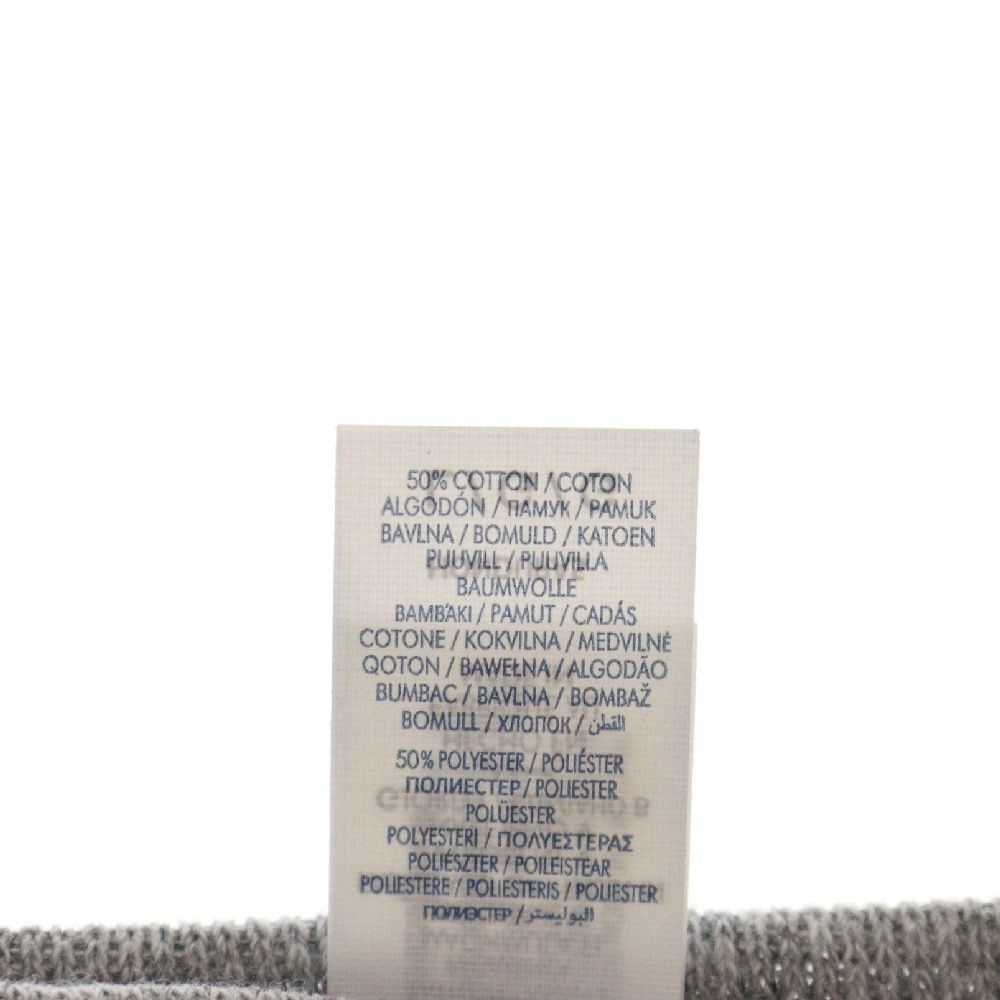 50% COTTON / COTON
ALGODÓN / ПАМУК / PAMUK
BAVLNA / BOMULD / KATOEN
PUUVILL / PUUVILLA
BAUMWOLLE
ΒΑΜΒΑΚΙ / PAMUT / CADÁS
COTONE / KOKVILNA / MEDVILNĖ
QOTON / BAWEŁNA / ALGODÃO
BUMBAC / BAVLNA / BOMBAŽ
BOMULL / ХЛОПОК / القطن
50% POLYESTER / POLIÉSTER
ПОЛИЕСТЕР / POLIESTER
POLÜESTER
POLYESTERI / ΠΟΛΥΕΣΤΕΡΑΣ
POLIÉSZTER / POILEISTEAR
POLIESTERE / POLIESTERIS / POLIESTER
ПОЛИЭСТЕР / البوليستر